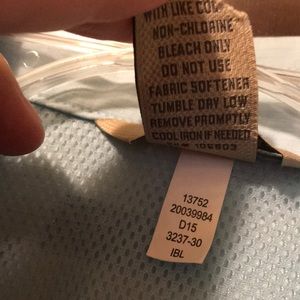 WITH LIKE
NON-CHLORINE
BLEACH ONLY
DO NOT USE
FABRIC SOFTENER
TUMBLE DRY LOW
REMOVE PROMPTLY
COOL IRON IF NEEDED
13752
20039984
D15
3237-30
IBL